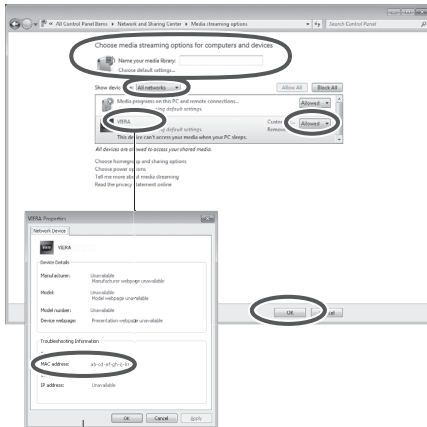 « All Control Panel Items ▸ Network and Sharing Center ▸ Media streaming options
Search Control Panel
Choose media streaming options for computers and devices
Name your media library:
Choose default settings...
All networks
Allow All
Block All
Media programs on this PC and remote connections...
default settings.
Allowed
VIERA
default settings.
Allowed
This device can't access your shared media when your PC sleeps.
All devices are allowed to access your shared media.
Choose homegroup and sharing options
Choose power options
Tell me more about media streaming
Read the privacy statement online
OK
VIERA Properties
Network Device
VIERA
Device Details
Manufacturer:
Unavailable
Manufacturer webpage unavailable
Model:
Unavailable
Model webpage unavailable
Model number:
Unavailable
Device webpage:
Presentation webpage unavailable
Troubleshooting Information
MAC address:
IP address:
Unavailable
OK
Cancel
Apply